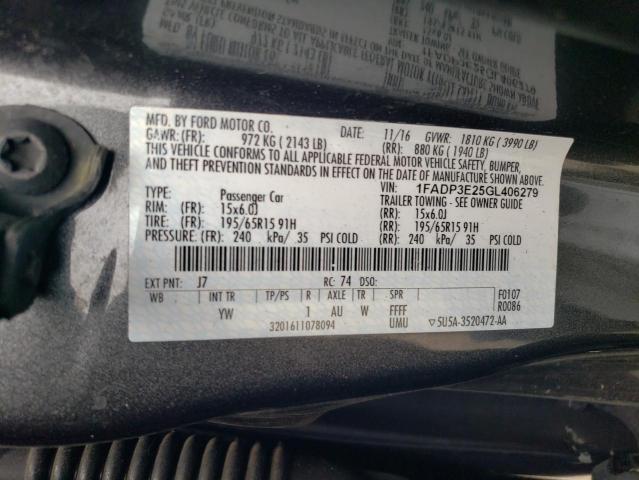 MFD. BY FORD MOTOR CO.
DATE: 11/16 GVWR: 1810 KG ( 3990 LB)
GAWR: (FR): 972 KG ( 2143 LB) (RR): 880 KG ( 1940 LB)
THIS VEHICLE CONFORMS TO ALL APPLICABLE FEDERAL MOTOR VEHICLE SAFETY, BUMPER,
AND THEFT PREVENTION STANDARDS IN EFFECT ON THE DATE OF MANUFACTURE SHOWN ABOVE.
VIN: 1FADP3E25GL406279
TYPE: Passenger Car TRAILER TOWING - SEE OWNER GUIDE
RIM: (FR): 15x6.0J (RR): 15x6.0J
TIRE: (FR): 195/65R15 91H (RR): 195/65R15 91H
PRESSURE: (FR): 240 kPa/ 35 PSI COLD (RR): 240 kPa/ 35 PSI COLD
EXT PNT: J7 RC: 74 DSO:
WB INT TR TP/PS R AXLE TR SPR
YW 1 AU W FFFF
UMU
3201611078094
F0107
R0086
▽5U5A-3520472-AA